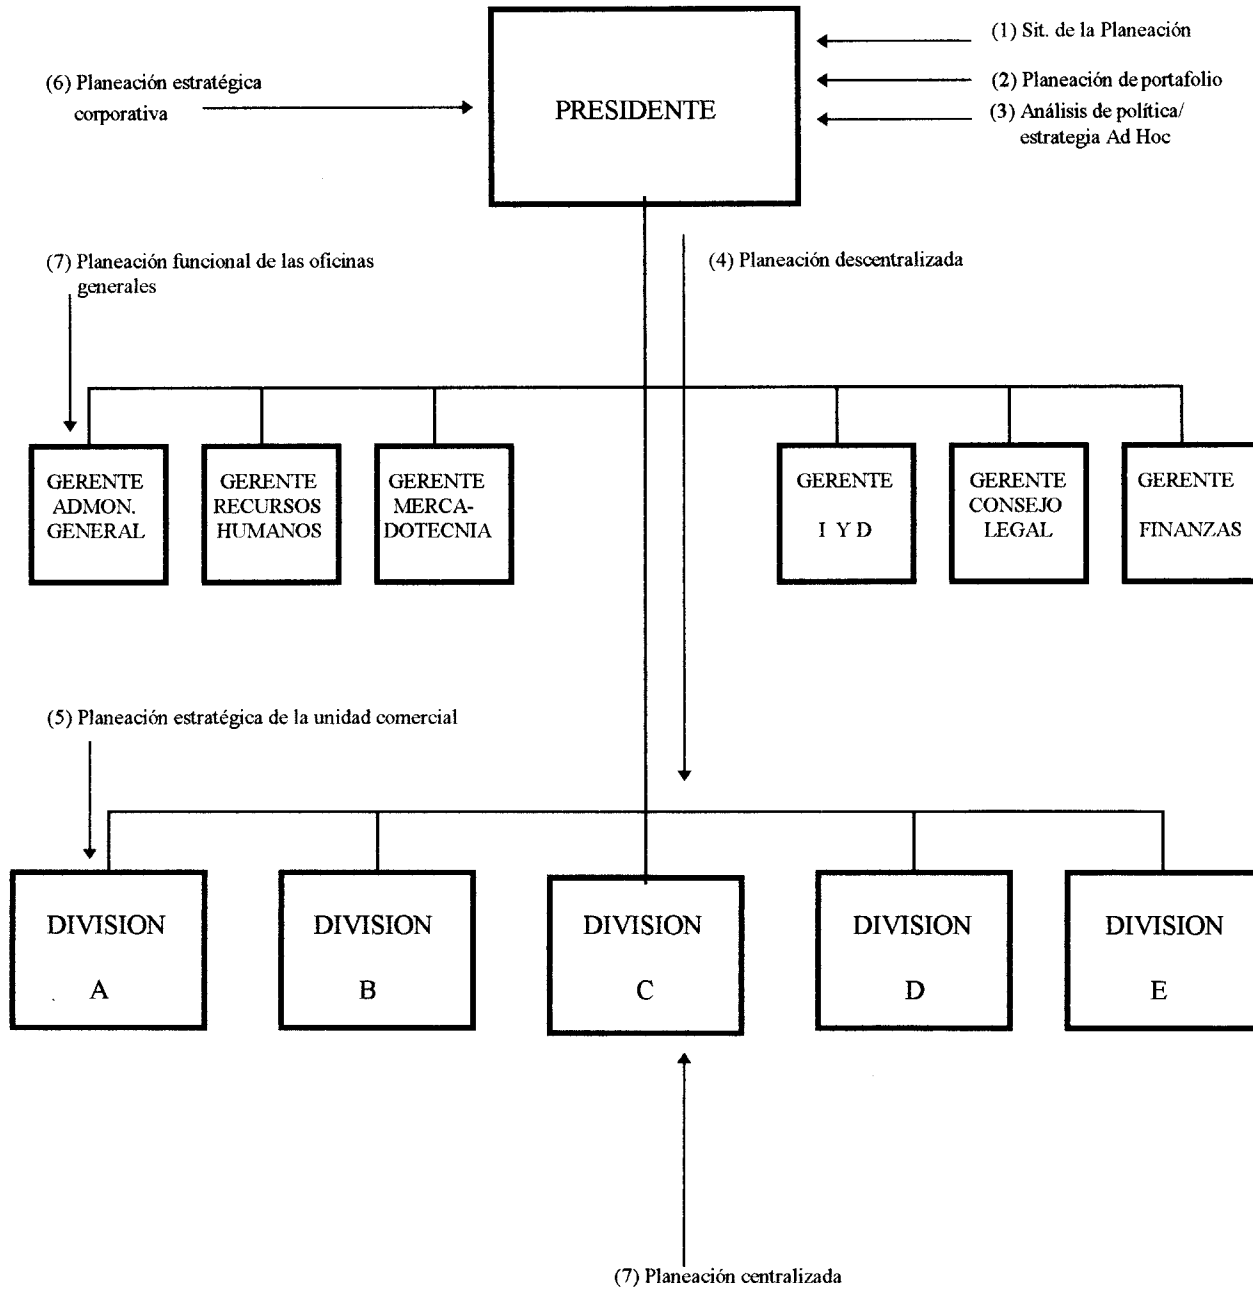 (1) Sit. de la Planeación
(6) Planeación estratégica
corporativa
(2) Planeación de portafolio
PRESIDENTE
(3) Análisis de política/
estrategia Ad Hoc
(7) Planeación funcional de las oficinas
generales
(4) Planeación descentralizada
GERENTE
ADMON.
GENERAL
GERENTE
RECURSOS
HUMANOS
GERENTE
MERCA-
DOTECNIA
GERENTE
I Y D
GERENTE
CONSEJO
LEGAL
GERENTE
FINANZAS
(5) Planeación estratégica de la unidad comercial
DIVISION
A
DIVISION
B
DIVISION
C
DIVISION
D
DIVISION
E
(7) Planeación centralizada